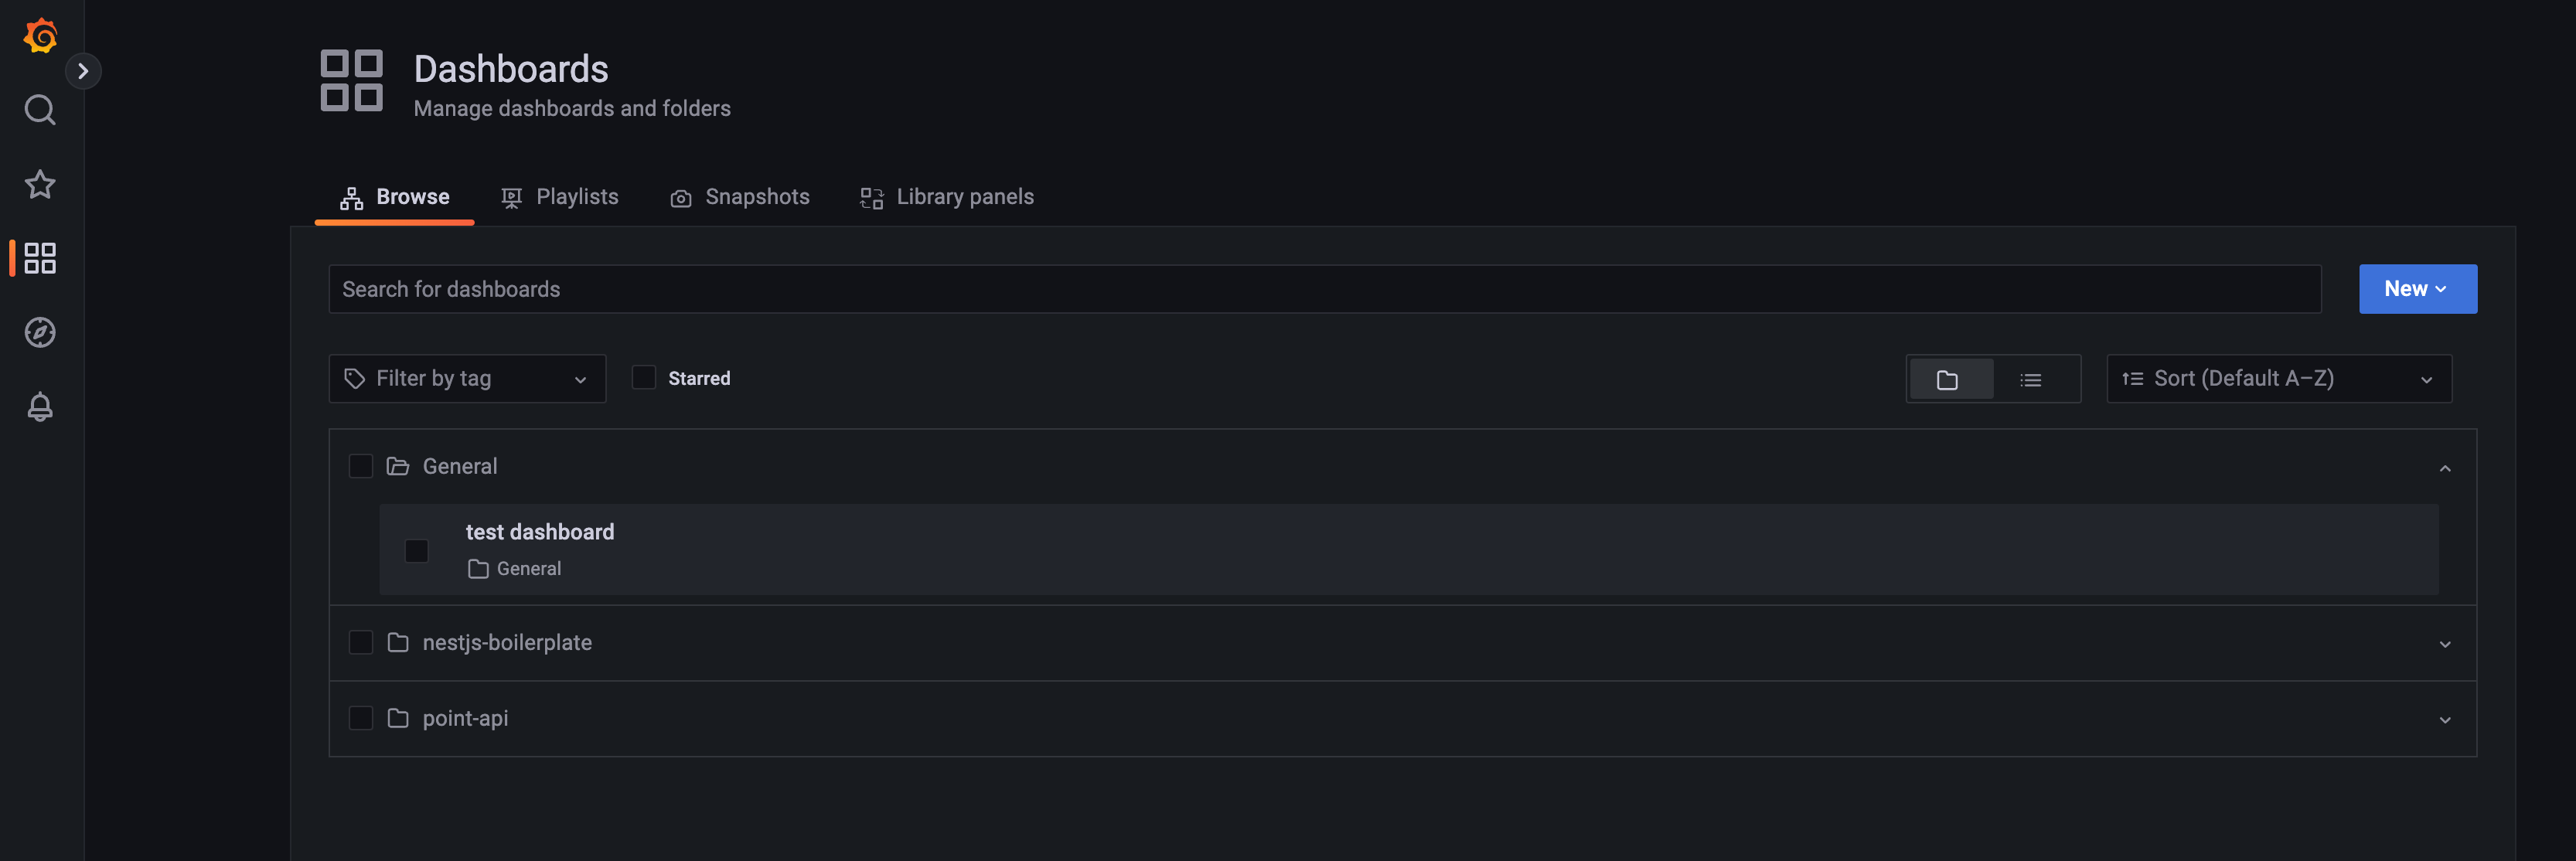 Dashboards
Manage dashboards and folders
Browse Playlists Snapshots Library panels
Search for dashboards New
Filter by tag Starred Sort (Default A–Z)
General
test dashboard
General
nestjs-boilerplate
point-api